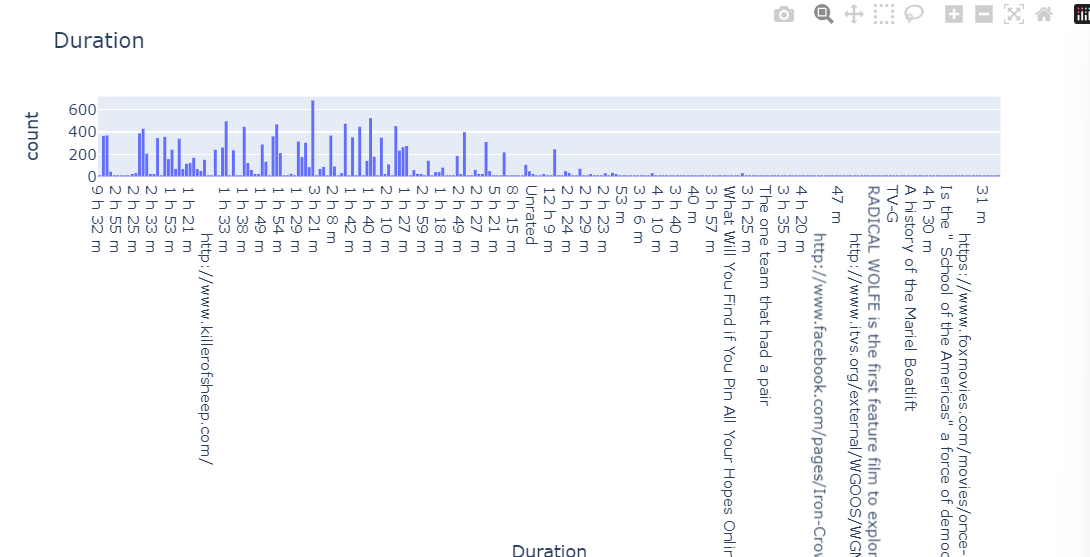 Duration
count
600
400
200
0
9 h 32 m
2 h 55 m
2 h 25 m
2 h 33 m
1 h 53 m
1 h 21 m
http://www.killerofsheep.com/
1 h 33 m
1 h 38 m
1 h 49 m
1 h 54 m
1 h 29 m
3 h 21 m
2 h 8 m
1 h 42 m
1 h 40 m
2 h 10 m
1 h 27 m
2 h 59 m
1 h 18 m
2 h 49 m
2 h 27 m
5 h 21 m
8 h 15 m
Unrated
12 h 9 m
2 h 24 m
2 h 29 m
2 h 23 m
53 m
3 h 6 m
4 h 10 m
3 h 40 m
40 m
3 h 57 m
What Will You Find if You Pin All Your Hopes Onlin
3 h 25 m
The one team that had a pair
3 h 35 m
4 h 20 m
http://www.facebook.com/pages/Iron-Crow
47 m
http://www.itvs.org/external/WGOOS/WGN
RADICAL WOLFE is the first feature film to explor
TV-G
A history of the Mariel Boatlift
4 h 30 m
Is the " School of the Americas" a force of democ
https://www.foxmovies.com/movies/once-
31 m
Duration